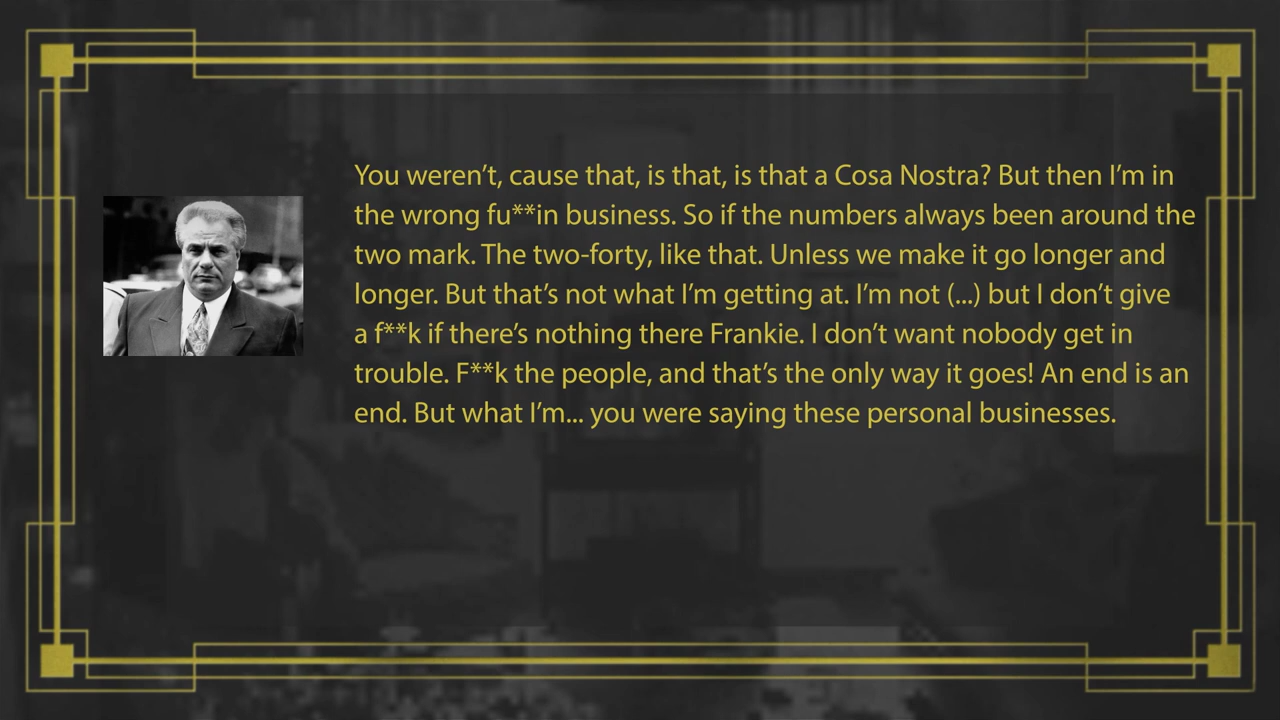 You weren’t, cause that, is that, is that a Cosa Nostra? But then I’m in
the wrong fu**in business. So if the numbers always been around the
two mark. The two-forty, like that. Unless we make it go longer and
longer. But that’s not what I’m getting at. I’m not (...) but I don’t give
a f**k if there’s nothing there Frankie. I don’t want nobody get in
trouble. F**k the people, and that’s the only way it goes! An end is an
end. But what I’m... you were saying these personal businesses.